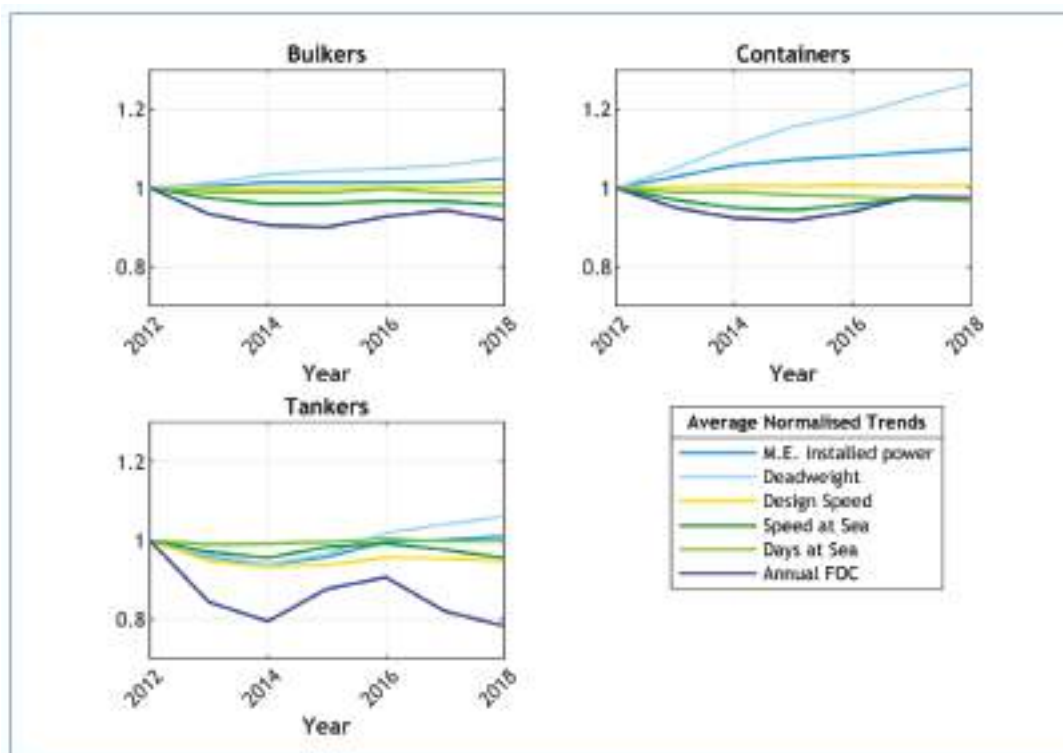 Bulkers
1.2
1
0.8
2012
2014
2016
2018
Year
Containers
1.2
1
0.8
2012
2014
2016
2018
Year
Tankers
1.2
1
0.8
2012
2014
2016
2018
Year
Average Normalised Trends
M.E. installed power
Deadweight
Design Speed
Speed at Sea
Days at Sea
Annual FOC